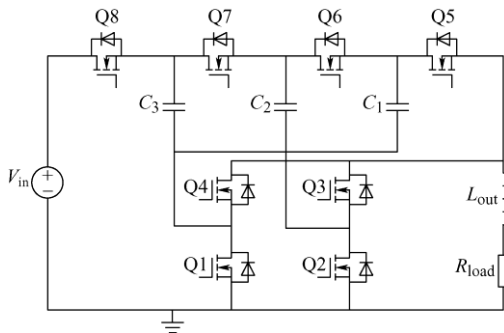 Q8 Q7 Q6 Q5
C3 C2 C1
Vin + −
Q4 Q3
Lout
Q1 Q2
Rload